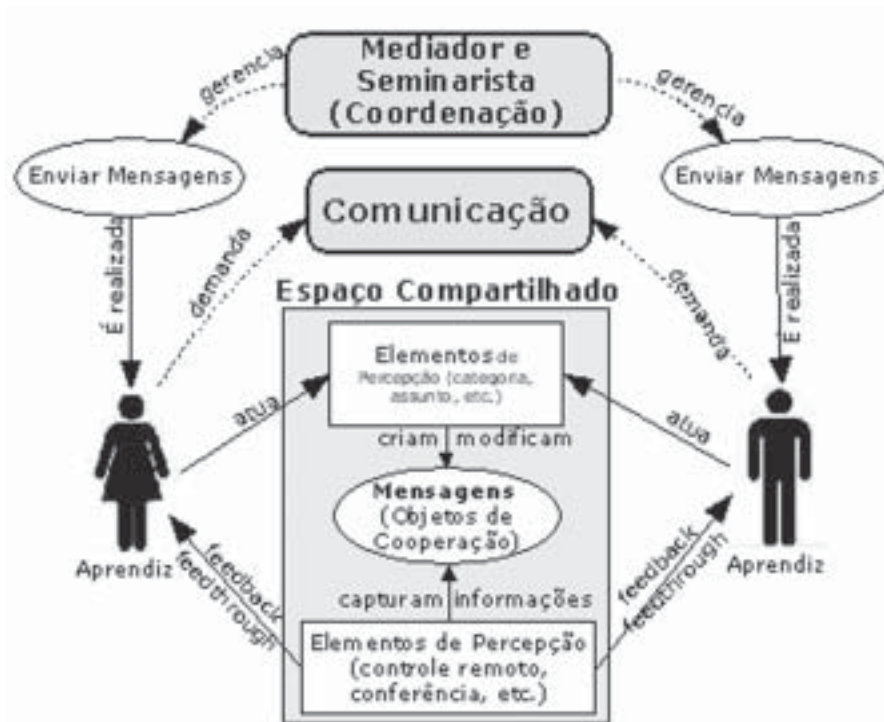 Mediador e
Seminarista
(Coordenação)
gerencia
gerencia
Enviar Mensagens
Enviar Mensagens
Comunicação
É realizada
demanda
demanda
É realizada
Espaço Compartilhado
Elementos de
Percepção (categoria,
assunto, etc.)
atua
atua
criam modificam
Mensagens
(Objetos de
Cooperação)
Aprendiz
Aprendiz
feedback
feedthrough
feedback
feedthrough
capturam informações
Elementos de Percepção
(controle remoto,
conferência, etc.)